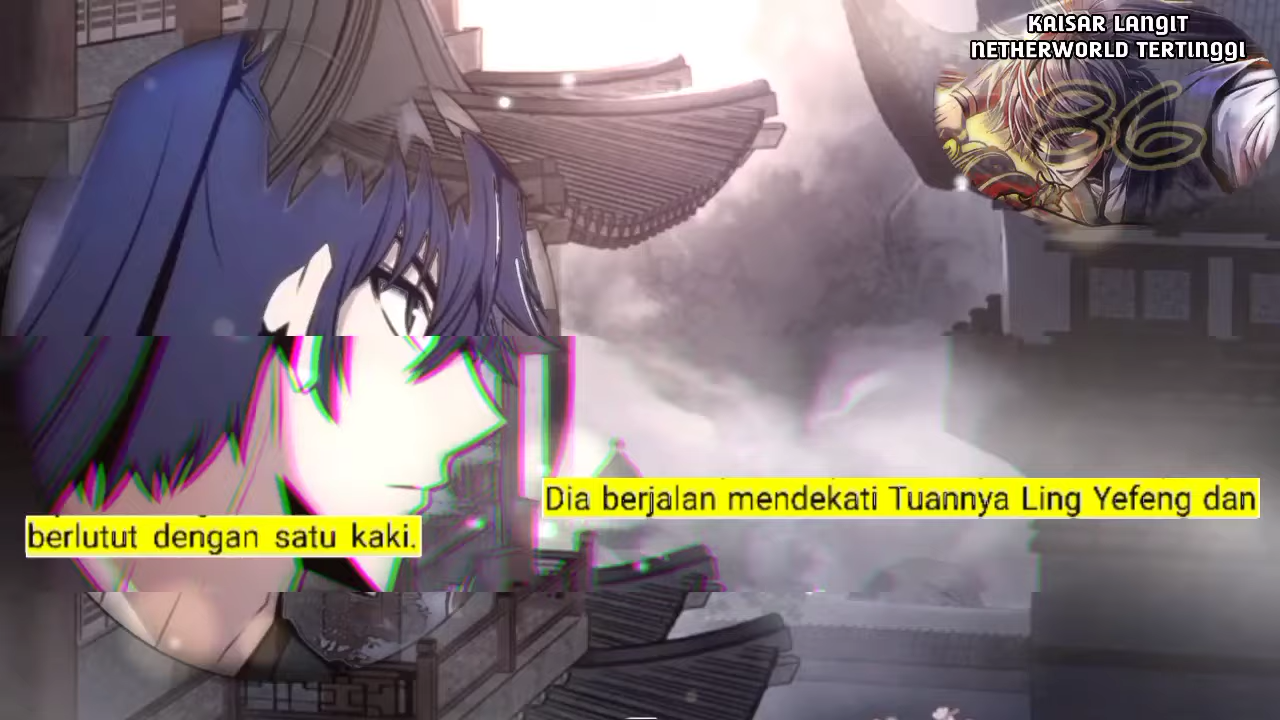 KAISAR LANGIT
NETHERWORLD TERTINGGI
36
Dia berjalan mendekati Tuannya Ling Yefeng dan
berlutut dengan satu kaki.